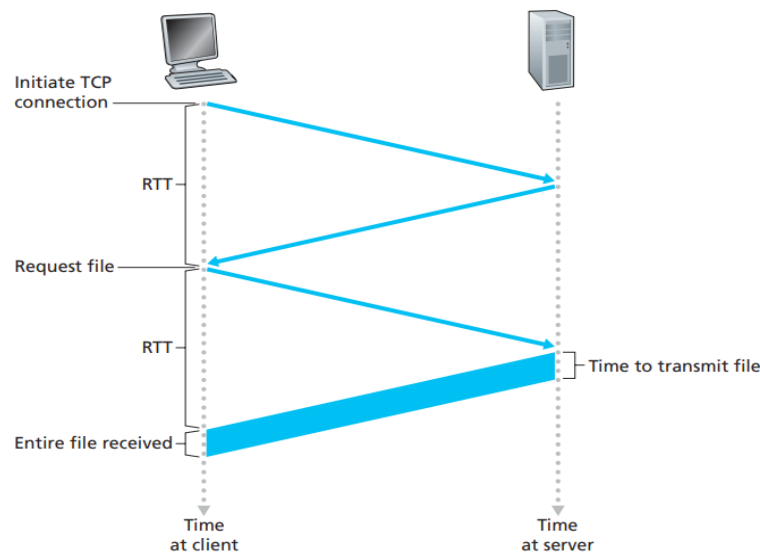 Initiate TCP
connection
RTT
Request file
RTT
Time to transmit file
Entire file received
Time
at client
Time
at server